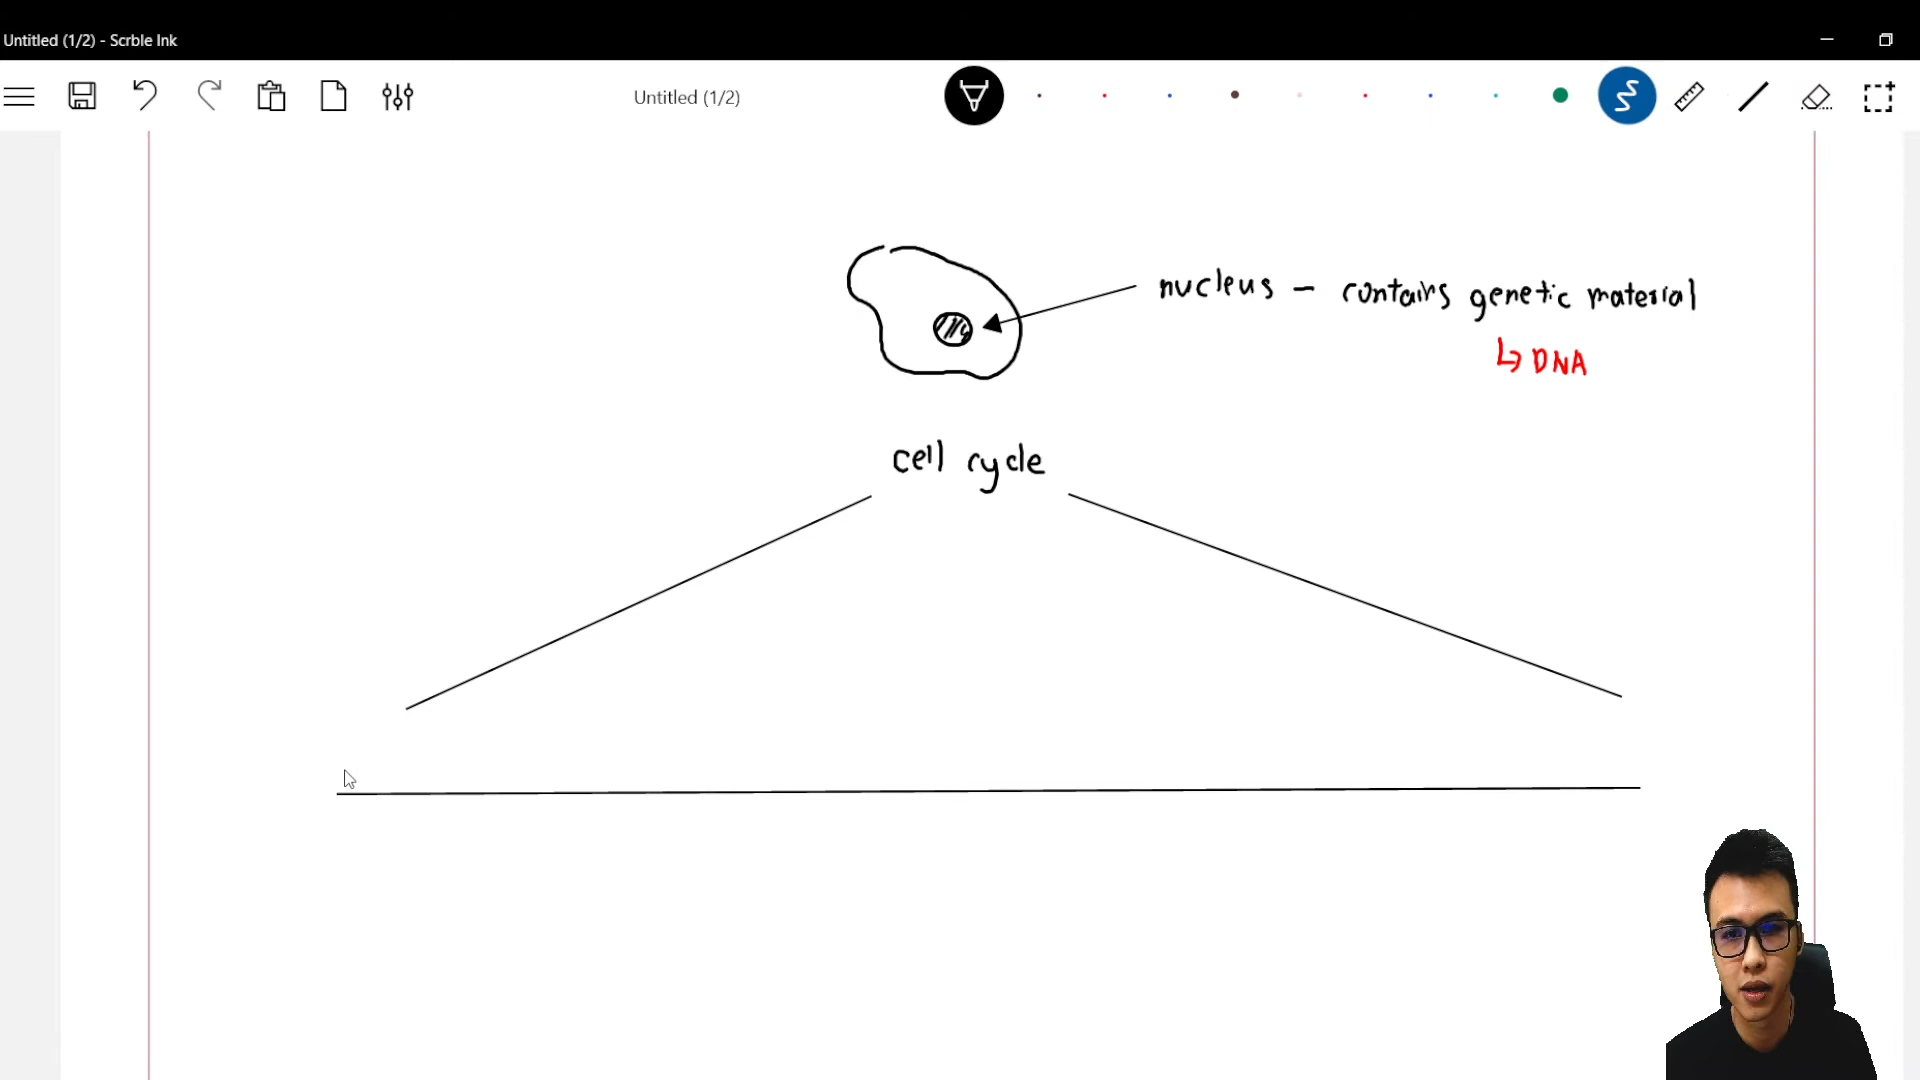 Untitled (1/2) - Scrble Ink
Untitled (1/2)
nucleus - contains genetic material
↳ DNA
cell cycle